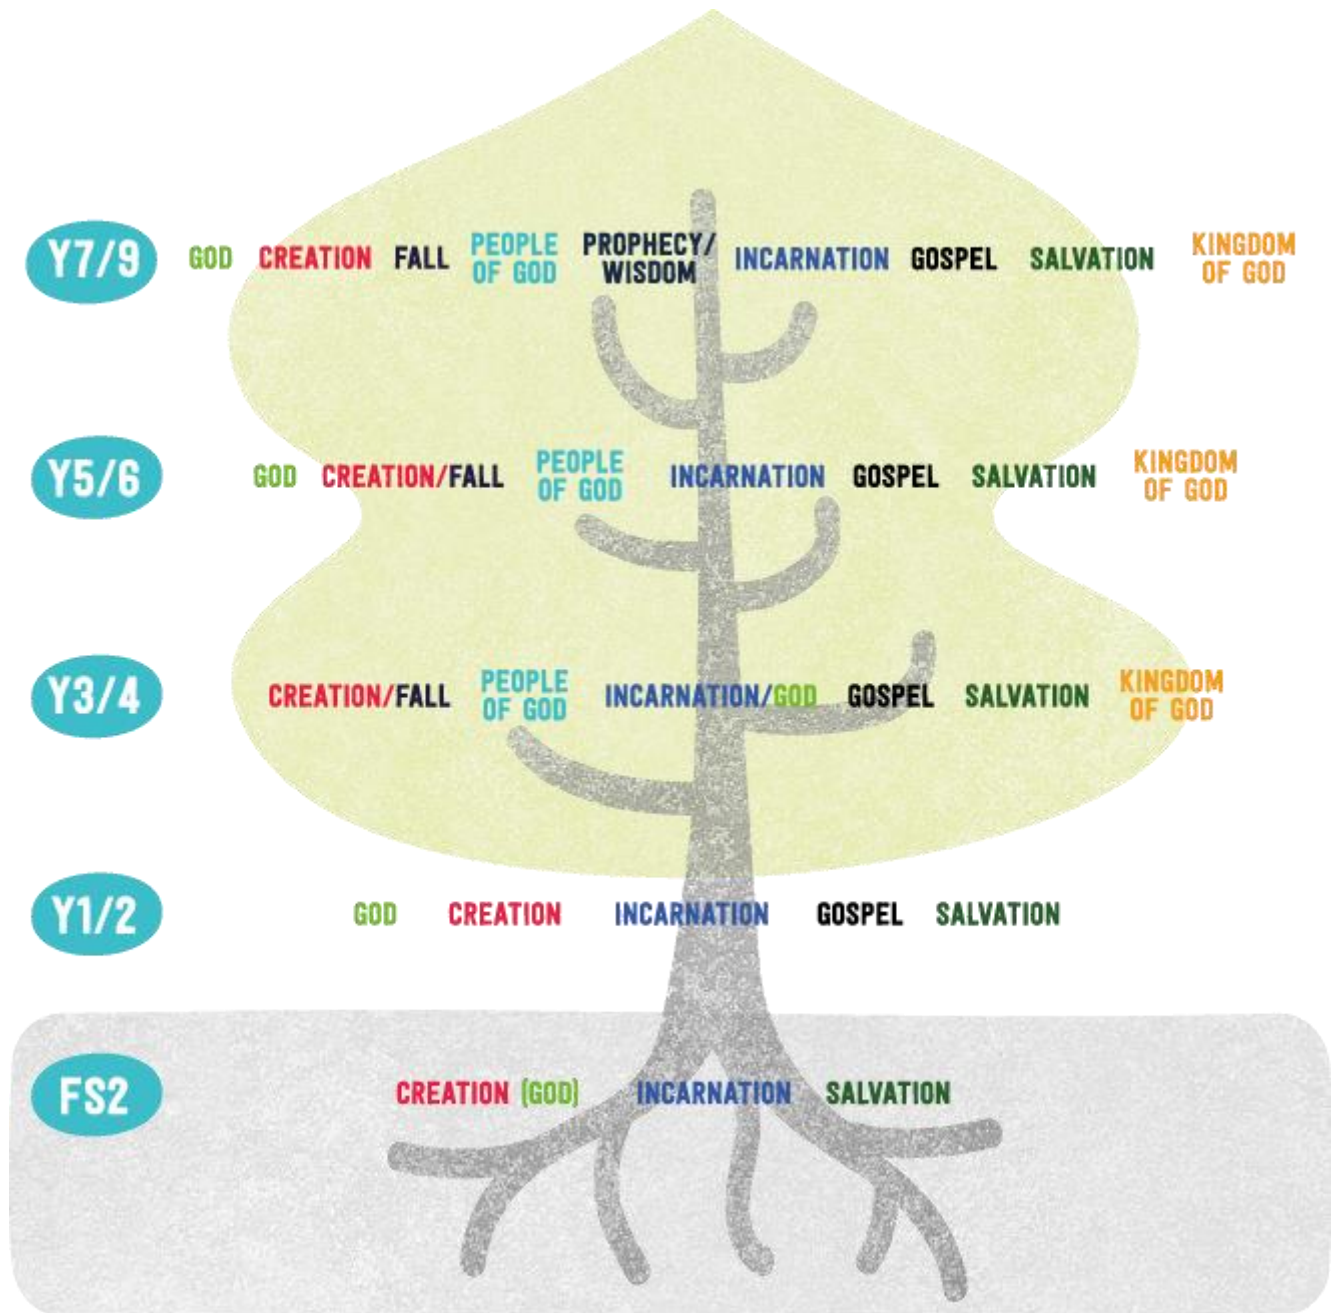 Y7/9 GOD CREATION FALL PEOPLE OF GOD PROPHECY/ WISDOM INCARNATION GOSPEL SALVATION KINGDOM OF GOD
Y5/6 GOD CREATION/FALL PEOPLE OF GOD INCARNATION GOSPEL SALVATION KINGDOM OF GOD
Y3/4 CREATION/FALL PEOPLE OF GOD INCARNATION/GOD GOSPEL SALVATION KINGDOM OF GOD
Y1/2 GOD CREATION INCARNATION GOSPEL SALVATION
FS2 CREATION (GOD) INCARNATION SALVATION